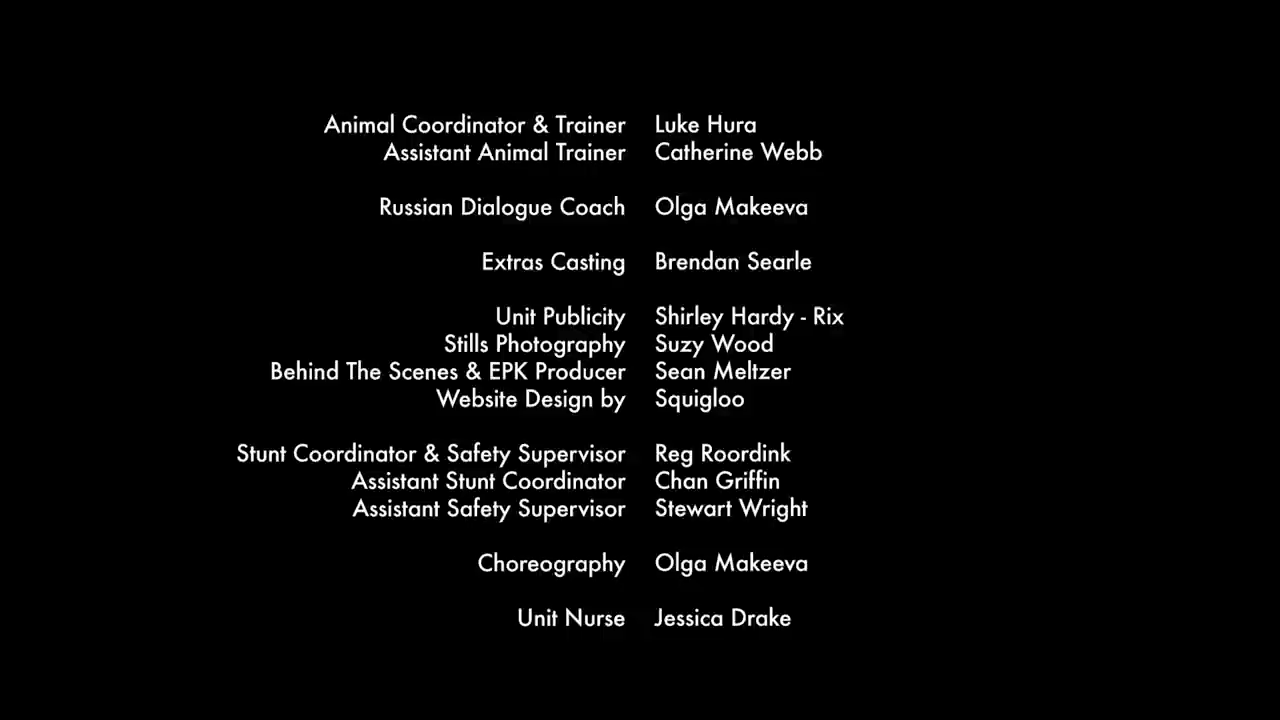 Animal Coordinator & Trainer Luke Hura
Assistant Animal Trainer Catherine Webb
Russian Dialogue Coach Olga Makeeva
Extras Casting Brendan Searle
Unit Publicity Shirley Hardy - Rix
Stills Photography Suzy Wood
Behind The Scenes & EPK Producer Sean Meltzer
Website Design by Squigloo
Stunt Coordinator & Safety Supervisor Reg Roordink
Assistant Stunt Coordinator Chan Griffin
Assistant Safety Supervisor Stewart Wright
Choreography Olga Makeeva
Unit Nurse Jessica Drake